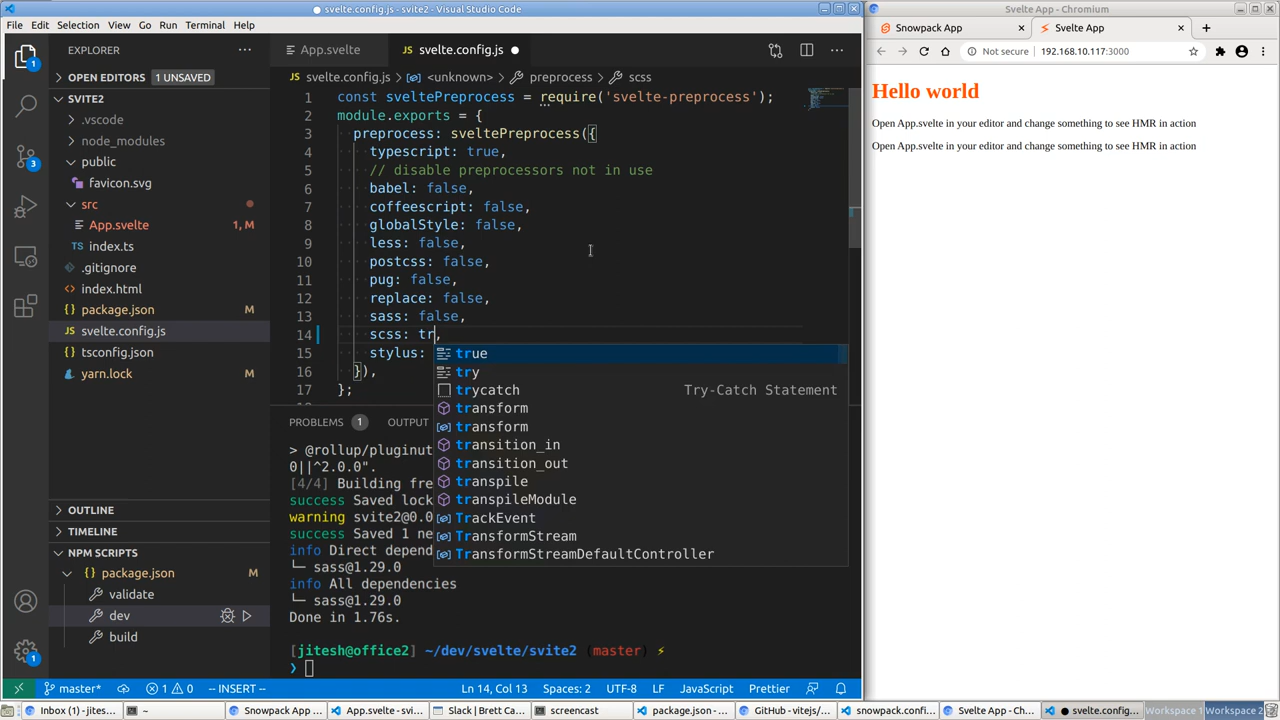 svelte.config.js - svite2 - Visual Studio Code
File Edit Selection View Go Run Terminal Help
EXPLORER
OPEN EDITORS 1 UNSAVED
SVITE2
.vscode
node_modules
public
favicon.svg
src
App.svelte 1, M
TS index.ts
.gitignore
index.html
package.json M
JS svelte.config.js
tsconfig.json
yarn.lock M
OUTLINE
TIMELINE
NPM SCRIPTS
package.json M
validate
dev
build
App.svelte JS svelte.config.js
JS svelte.config.js <unknown> preprocess scss
1 const sveltePreprocess = require('svelte-preprocess');
2 module.exports = {
3 preprocess: sveltePreprocess({
4 typescript: true,
5 // disable preprocessors not in use
6 babel: false,
7 coffeescript: false,
8 globalStyle: false,
9 less: false,
10 postcss: false,
11 pug: false,
12 replace: false,
13 sass: false,
14 scss: tr,
15 stylus:
16 }),
17 };
true
try
trycatch Try-Catch Statement
transform
transform
transition_in
transition_out
transpile
transpileModule
TrackEvent
TransformStream
TransformStreamDefaultController
PROBLEMS 1 OUTPUT
> @rollup/pluginut
0||^2.0.0".
[4/4] Building fre
success Saved lock
warning svite2@0.0
success Saved 1 ne
info Direct depend
└─ sass@1.29.0
info All dependencies
└─ sass@1.29.0
Done in 1.76s.
[jitesh@office2] ~/dev/svelte/svite2 (master) ⚡
❯
1 3 1
master* 1 0 -- INSERT -- Ln 14, Col 13 Spaces: 2 UTF-8 LF JavaScript Prettier
Svelte App - Chromium
Snowpack App Svelte App
Not secure 192.168.10.117:3000
Hello world
Open App.svelte in your editor and change something to see HMR in action
Open App.svelte in your editor and change something to see HMR in action
Inbox (1) - jites... ~ Snowpack App ... App.svelte - svi... Slack | Brett Ca... screencast package.json - ... GitHub - vitejs/... snowpack.confi... Svelte App - Ch... ● svelte.config... Workspace 1 Workspace 2